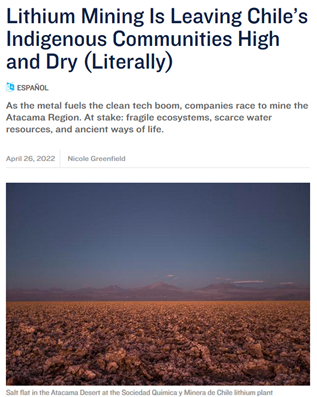 Lithium Mining Is Leaving Chile's
Indigenous Communities High
and Dry (Literally)
ESPAÑOL
As the metal fuels the clean tech boom, companies race to mine the
Atacama Region. At stake: fragile ecosystems, scarce water
resources, and ancient ways of life.
April 26, 2022
Nicole Greenfield
Salt flat in the Atacama Desert at the Sociedad Quimica y Minera de Chile lithium plant